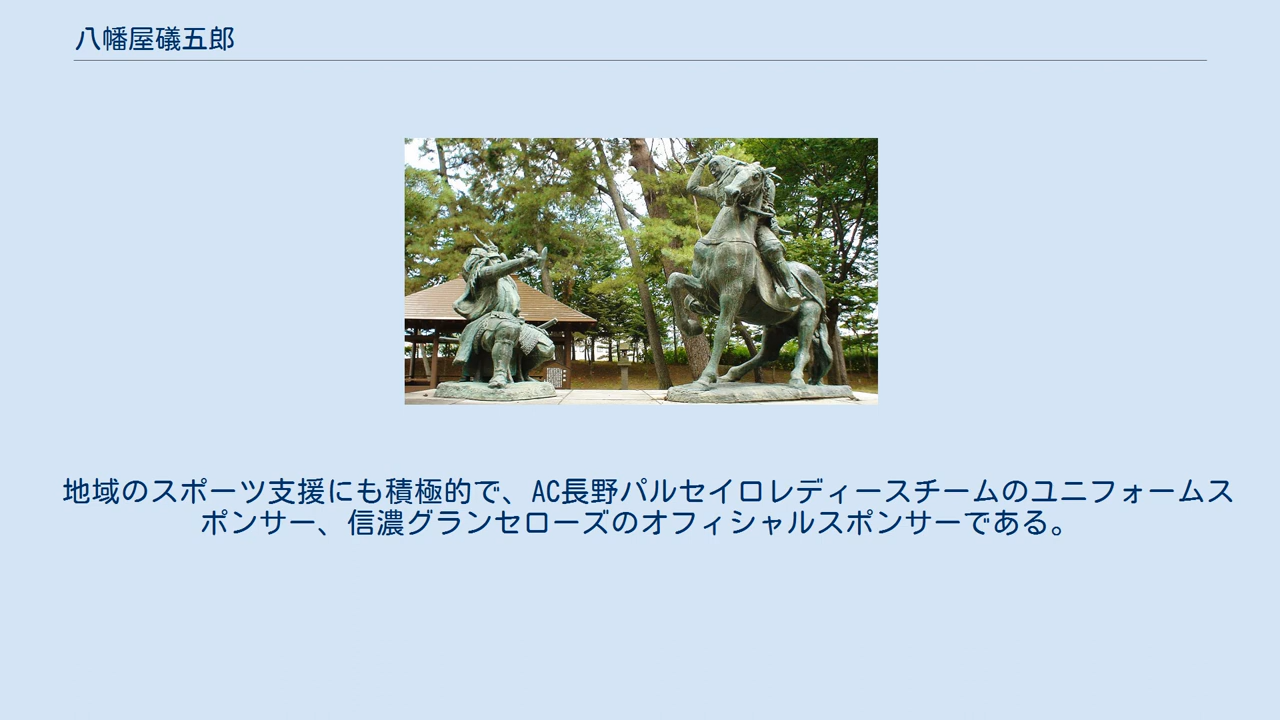 八幡屋礒五郎
地域のスポーツ支援にも積極的で、AC長野パルセイロレディースチームのユニフォームス
ポンサー、信濃グランセローズのオフィシャルスポンサーである。